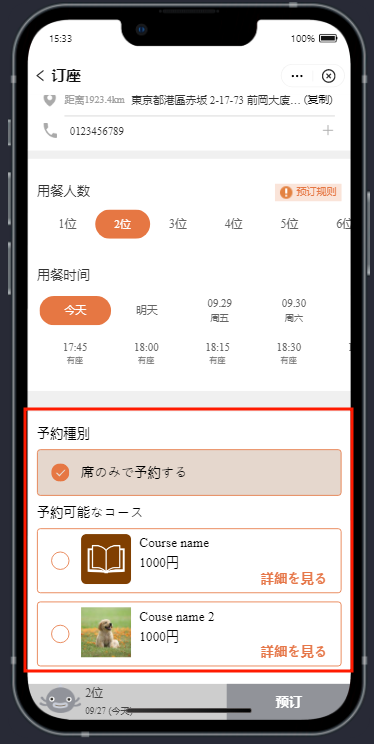 15:33
100%
订座
距离1923.4km 東京都港區赤坂 2-17-73 前岡大廈... (复制)
0123456789
用餐人数
预订规则
1位 2位 3位 4位 5位 6位
用餐时间
今天 明天 09.29 09.30
周五 周六
17:45 18:00 18:15 18:30
有座 有座 有座 有座
予約種別
席のみで予約する
予約可能なコース
Course name
1000円
詳細を見る
Couse name 2
1000円
詳細を見る
2位
09/27 (今天)
预订